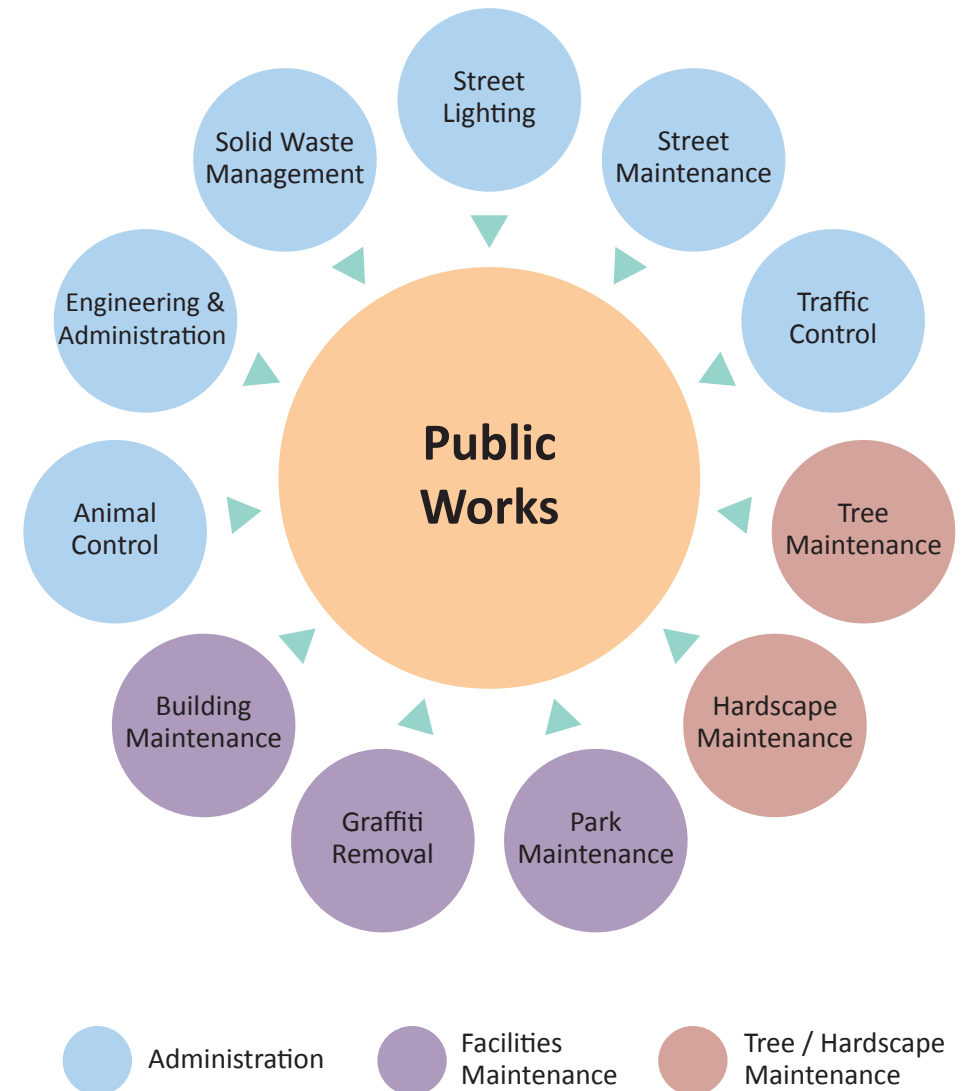 Street
Lighting
Solid Waste
Management
Street
Maintenance
Engineering &
Administration
Traffic
Control
Public
Works
Animal
Control
Tree
Maintenance
Building
Maintenance
Hardscape
Maintenance
Graffiti
Removal
Park
Maintenance
Administration
Facilities
Maintenance
Tree / Hardscape
Maintenance